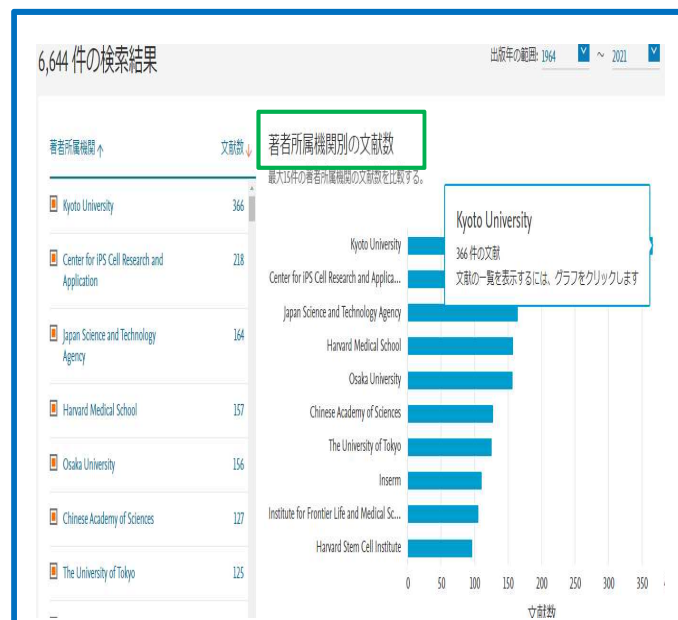 6,644 件の検索結果
出版年の範囲: 1964 ~ 2021
著者所属機関 ↑ 文献数 ↓
Kyoto University 366
Center for iPS Cell Research and
Application 218
Japan Science and Technology
Agency 164
Harvard Medical School 157
Osaka University 156
Chinese Academy of Sciences 127
The University of Tokyo 125
著者所属機関別の文献数
最大15件の著者所属機関の文献数を比較する。
Kyoto University
366 件の文献
文献の一覧を表示するには、グラフをクリックします
Kyoto University
Center for iPS Cell Research and Applica...
Japan Science and Technology Agency
Harvard Medical School
Osaka University
Chinese Academy of Sciences
The University of Tokyo
Inserm
Institute for Frontier Life and Medical Sc...
Harvard Stem Cell Institute
0 50 100 150 200 250 300 350
文献数